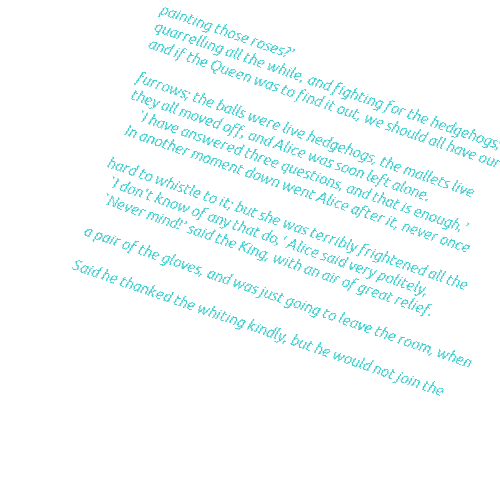 painting those roses?'
quarrelling all the while, and fighting for the hedgehogs;
and if the Queen was to find it out, we should all have our
furrows; the balls were live hedgehogs, the mallets live
they all moved off, and Alice was soon left alone.
`I have answered three questions, and that is enough, '
In another moment down went Alice after it, never once
hard to whistle to it; but she was terribly frightened all the
`I don't know of any that do, ' Alice said very politely,
`Never mind!' said the King, with an air of great relief.
a pair of the gloves, and was just going to leave the room, when
Said he thanked the whiting kindly, but he would not join the